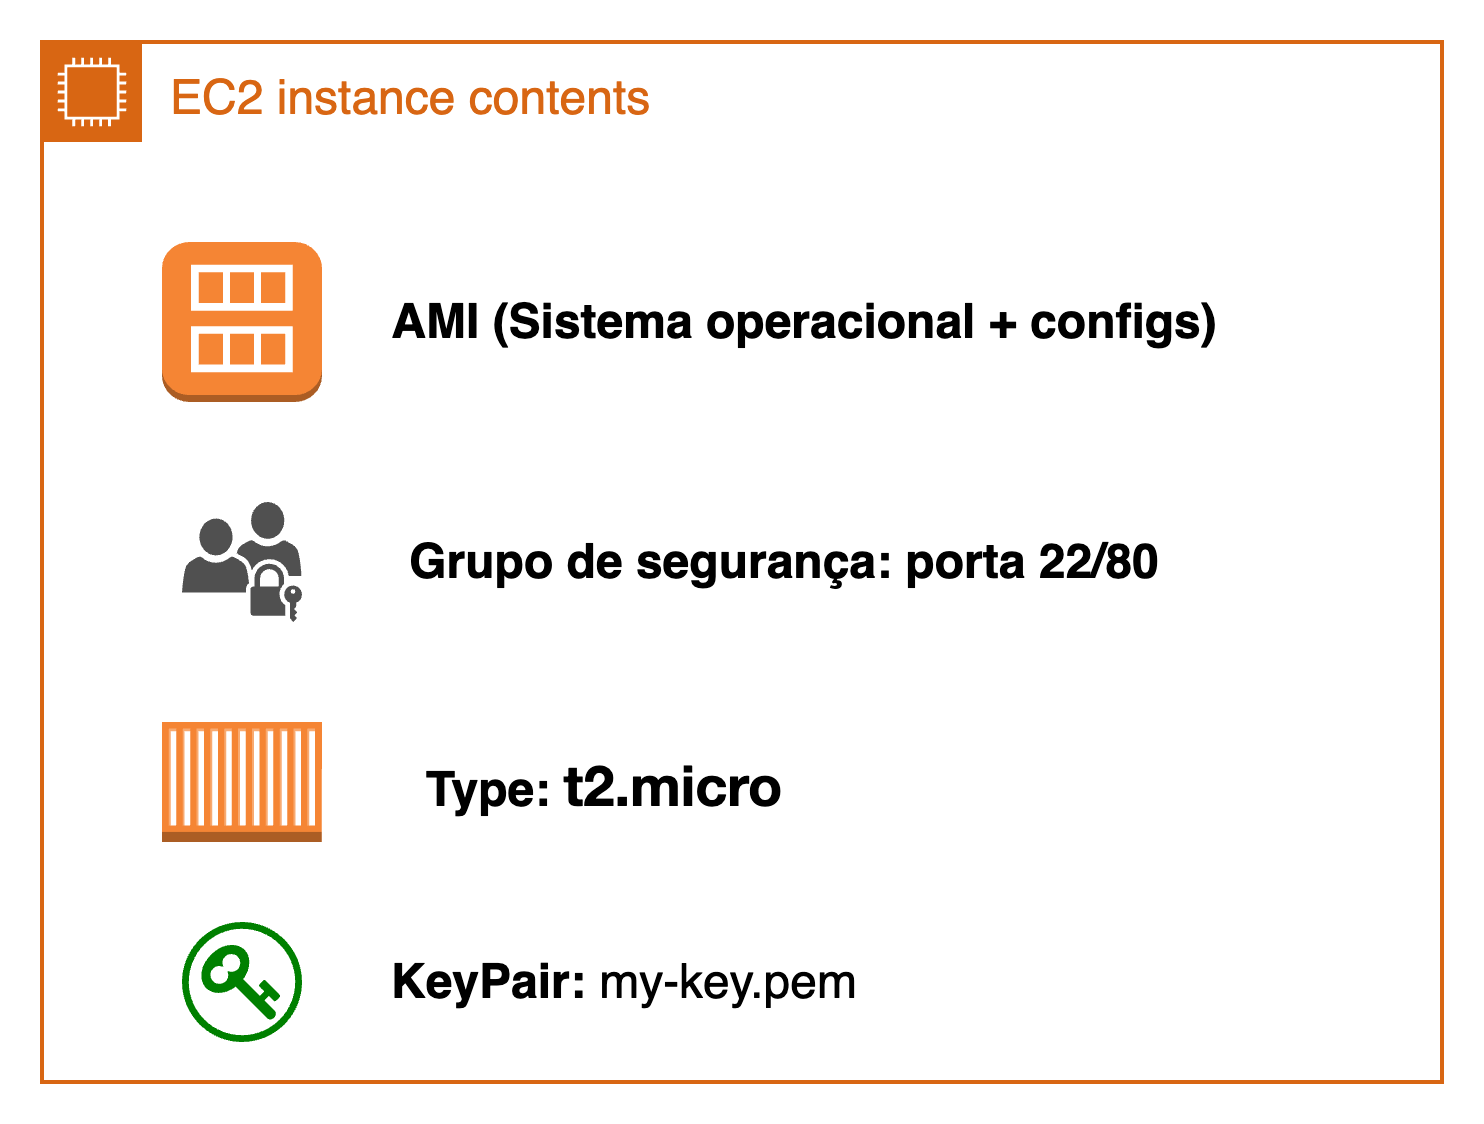 EC2 instance contents
AMI (Sistema operacional + configs)
Grupo de segurança: porta 22/80
Type: t2.micro
KeyPair: my-key.pem